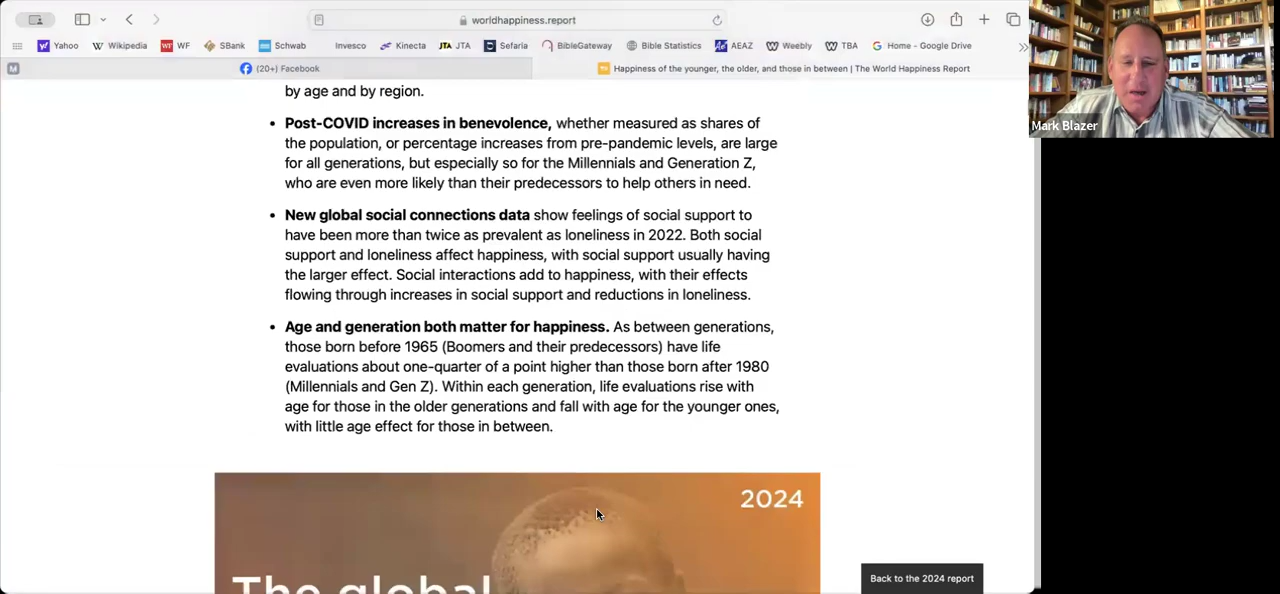 worldhappiness.report
Yahoo
W Wikipedia
WF WF
SBank
Schwab
Invesco
Kinecta
JTA JTA
Sefaria
BibleGateway
Bible Statistics
AEAZ
Weebly
TBA
G Home - Google Drive
M
(20+) Facebook
Happiness of the younger, the older, and those in between | The World Happiness Report
Mark Blazer
by age and by region.
• Post-COVID increases in benevolence, whether measured as shares of
the population, or percentage increases from pre-pandemic levels, are large
for all generations, but especially so for the Millennials and Generation Z,
who are even more likely than their predecessors to help others in need.
• New global social connections data show feelings of social support to
have been more than twice as prevalent as loneliness in 2022. Both social
support and loneliness affect happiness, with social support usually having
the larger effect. Social interactions add to happiness, with their effects
flowing through increases in social support and reductions in loneliness.
• Age and generation both matter for happiness. As between generations,
those born before 1965 (Boomers and their predecessors) have life
evaluations about one-quarter of a point higher than those born after 1980
(Millennials and Gen Z). Within each generation, life evaluations rise with
age for those in the older generations and fall with age for the younger ones,
with little age effect for those in between.
2024
The global
Back to the 2024 report